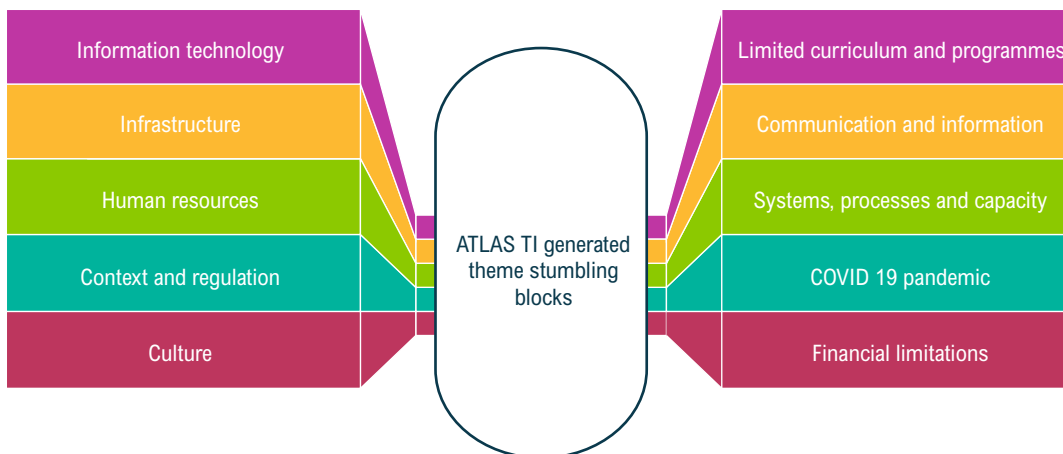 Information technology
Infrastructure
Human resources
Context and regulation
Culture
ATLAS TI generated
theme stumbling
blocks
Limited curriculum and programmes
Communication and information
Systems, processes and capacity
COVID 19 pandemic
Financial limitations